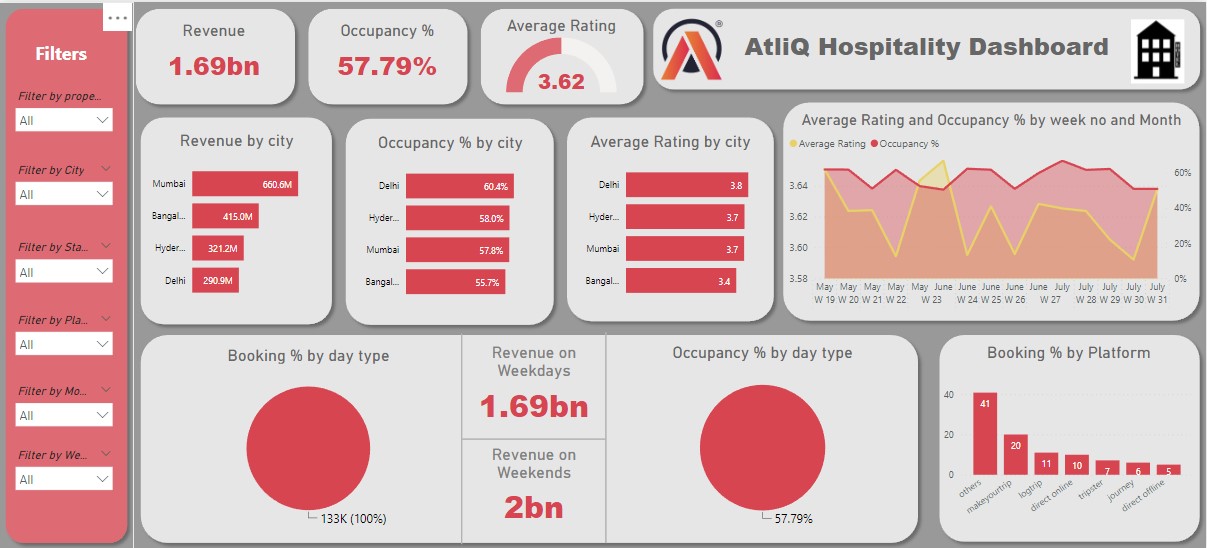 Filters
Filter by prope...
All
Filter by City
All
Filter by Sta...
All
Filter by Pla...
All
Filter by Mo...
All
Filter by We...
All
Revenue
1.69bn
Occupancy %
57.79%
Average Rating
3.62
®
AtliQ Hospitality Dashboard
Revenue by city
Mumbai 660.6M
Bangal... 415.0M
Hyder... 321.2M
Delhi 290.9M
Occupancy % by city
Delhi 60.4%
Hyder... 58.0%
Mumbai 57.8%
Bangal... 55.7%
Average Rating by city
Delhi 3.8
Hyder... 3.7
Mumbai 3.7
Bangal... 3.4
Average Rating and Occupancy % by week no and Month
Average Rating Occupancy %
3.64
3.62
3.60
3.58
60%
40%
20%
0%
May May May May May June June June June July July July July July
W 19 W 20 W 21 W 22 W 23 W 24 W 25 W 26 W 27 W 28 W 29 W 30 W 31
Booking % by day type
133K (100%)
Revenue on
Weekdays
1.69bn
Revenue on
Weekends
2bn
Occupancy % by day type
57.79%
Booking % by Platform
40
20
0
41 20 11 10 7 6 5
others
makeyourtrip
logtrip
direct online
tripster
journey
direct offline